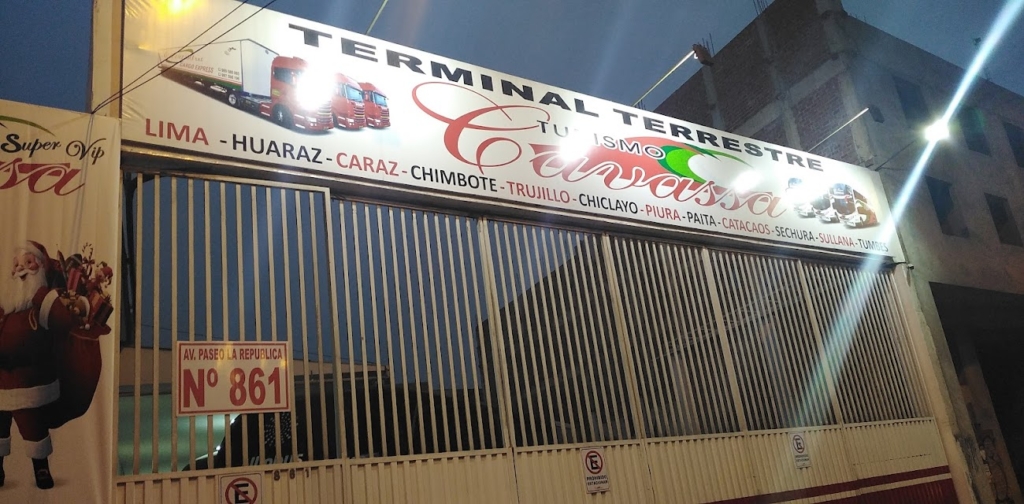 TERMINAL TERRESTRE
TURISMO
Cavassa
LIMA - HUARAZ - CARAZ - CHIMBOTE - TRUJILLO - CHICLAYO - PIURA - PAITA - CATACAOS - SECHURA - SULLANA - TUMBES
Super Vip
AV. PASEO LA REPUBLICA
Nº 861
E
E
E